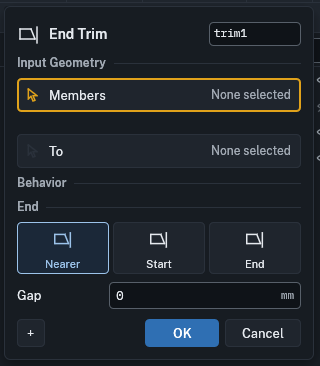 End Trim
trim1
Input Geometry
Members None selected
To None selected
Behavior
End
Nearer Start End
Gap 0 mm
+ OK Cancel